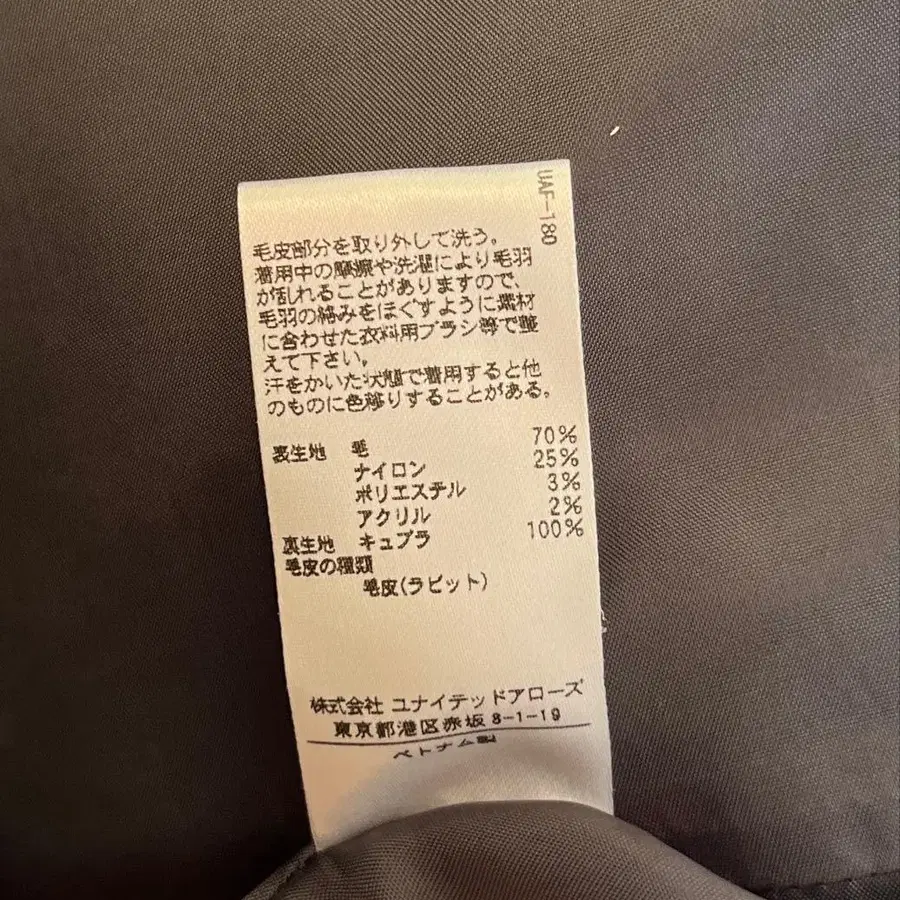 UAF-180
毛皮部分を取り外して洗う。
着用中の摩擦や洗濯により毛羽
が乱れることがありますので、
毛羽の絡みをほぐすように素材
に合わせた衣料用ブラシ等で整
えて下さい。
汗をかいた状態で着用すると他
のものに色移りすることがある。
表生地 毛 70%
ナイロン 25%
ポリエステル 3%
アクリル 2%
裏生地 キュプラ 100%
毛皮の種類
毛皮(ラビット)
株式会社 ユナイテッドアローズ
東京都港区赤坂8-1-19
ベトナム製